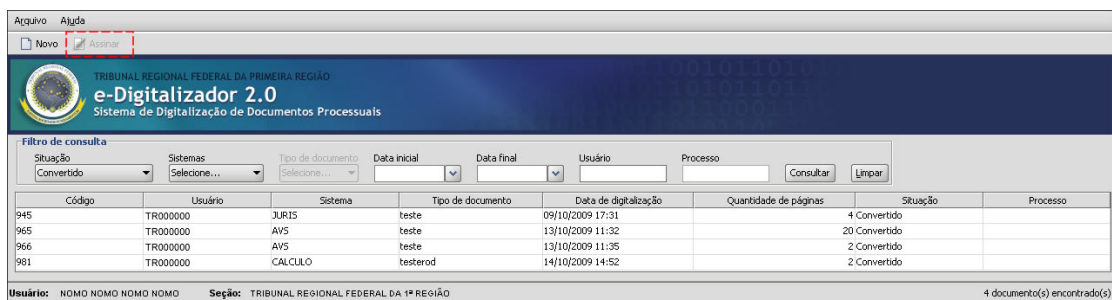 Arquivo Ajuda
Novo Assinar
TRIBUNAL REGIONAL FEDERAL DA PRIMEIRA REGIÃO
e-Digitalizador 2.0
Sistema de Digitalização de Documentos Processuais
Filtro de consulta
Situação Sistemas Tipo de documento Data inicial Data final Usuário Processo
Convertido Selecione... Selecione... Consultar Limpar
Código Usuário Sistema Tipo de documento Data de digitalização Quantidade de páginas Situação Processo
945 TR000000 JURIS teste 09/10/2009 17:31 4 Convertido
965 TR000000 AVS teste 13/10/2009 11:32 20 Convertido
966 TR000000 AVS teste 13/10/2009 11:35 2 Convertido
981 TR000000 CALCULO testerod 14/10/2009 14:52 2 Convertido
Usuário: NOMO NOMO NOMO NOMO Seção: TRIBUNAL REGIONAL FEDERAL DA 1ª REGIÃO 4 documento(s) encontrado(s)